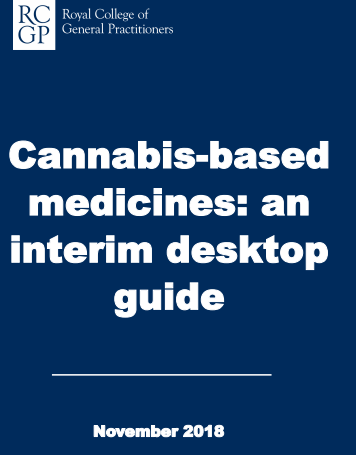 RC
GP
Royal College of
General Practitioners
Cannabis-based
medicines: an
interim desktop
guide
November 2018